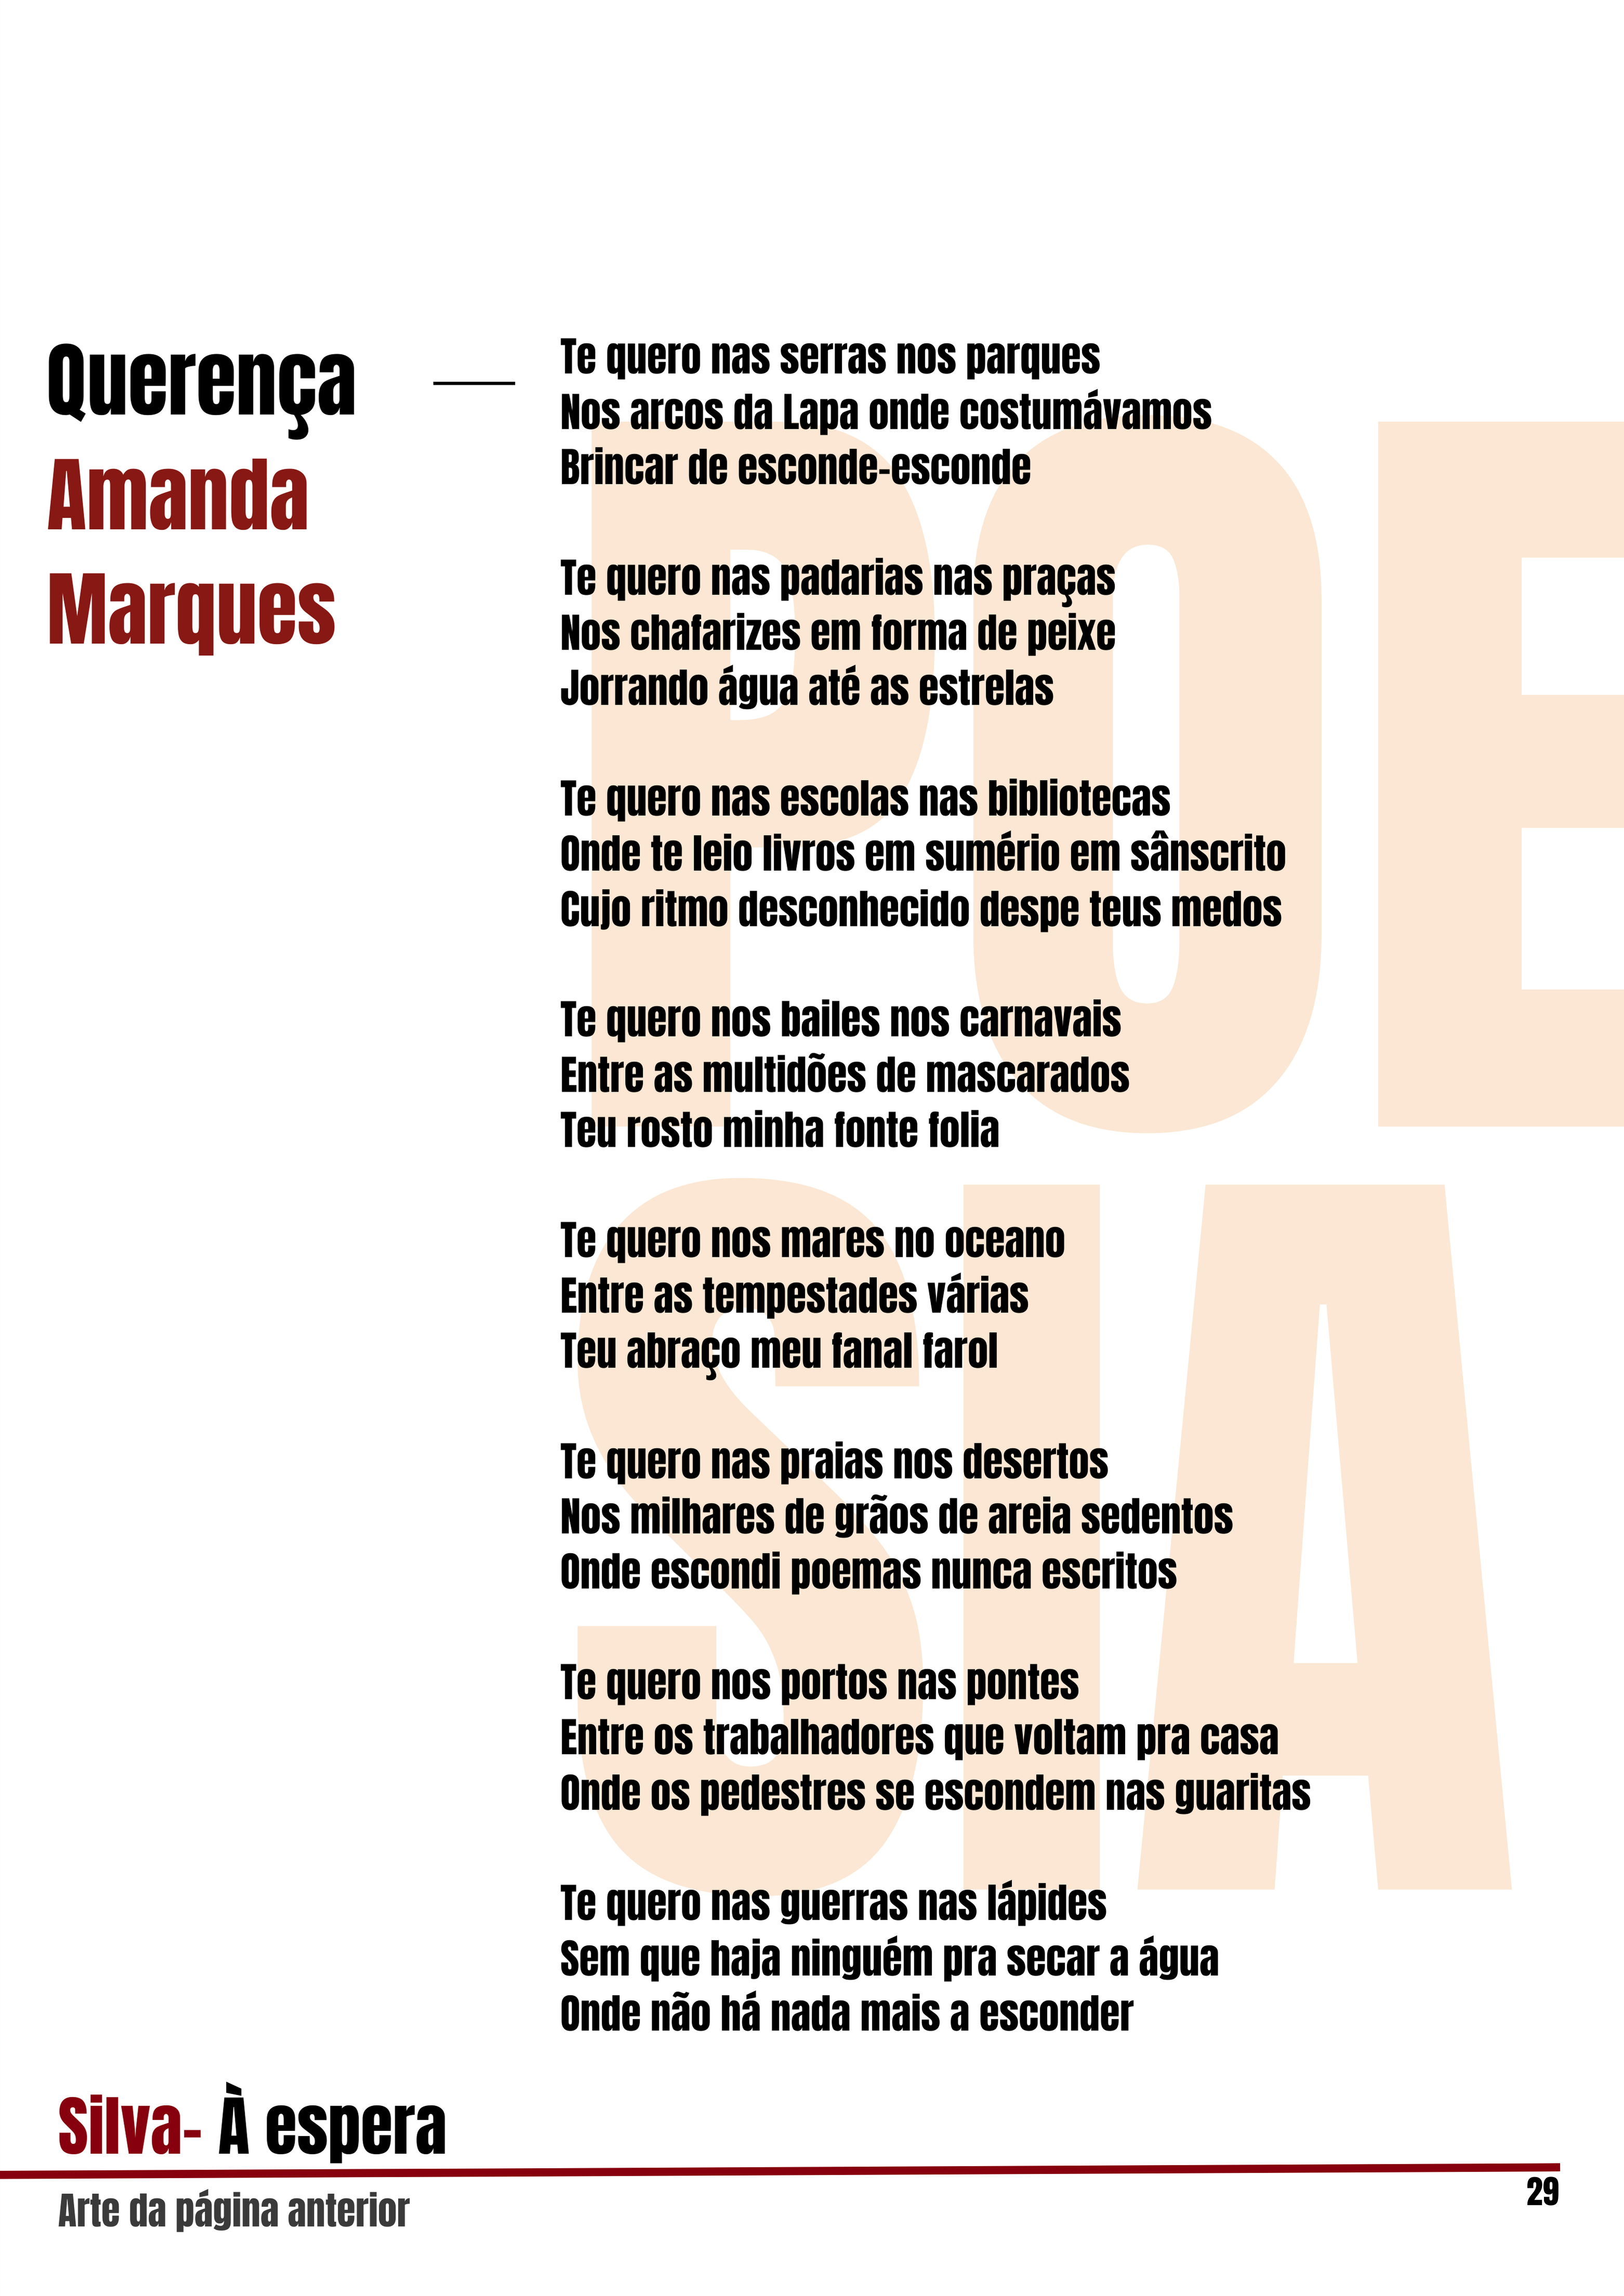 Querença
Amanda
Marques
Te quero nas serras nos parques
Nos arcos da Lapa onde costumávamos
Brincar de esconde-esconde
Te quero nas padarias nas praças
Nos chafarizes em forma de peixe
Jorrando água até as estrelas
Te quero nas escolas nas bibliotecas
Onde te leio livros em sumério em sânscrito
Cujo ritmo desconhecido despe teus medos
Te quero nos bailes nos carnavais
Entre as multidões de mascarados
Teu rosto minha fonte folia
Te quero nos mares no oceano
Entre as tempestades várias
Teu abraço meu fanal farol
Te quero nas praias nos desertos
Nos milhares de grãos de areia sedentos
Onde escondi poemas nunca escritos
Te quero nos portos nas pontes
Entre os trabalhadores que voltam pra casa
Onde os pedestres se escondem nas guaritas
Te quero nas guerras nas lápides
Sem que haja ninguém pra secar a água
Onde não há nada mais a esconder
POE
SIA
Silva- À espera
Arte da página anterior
29